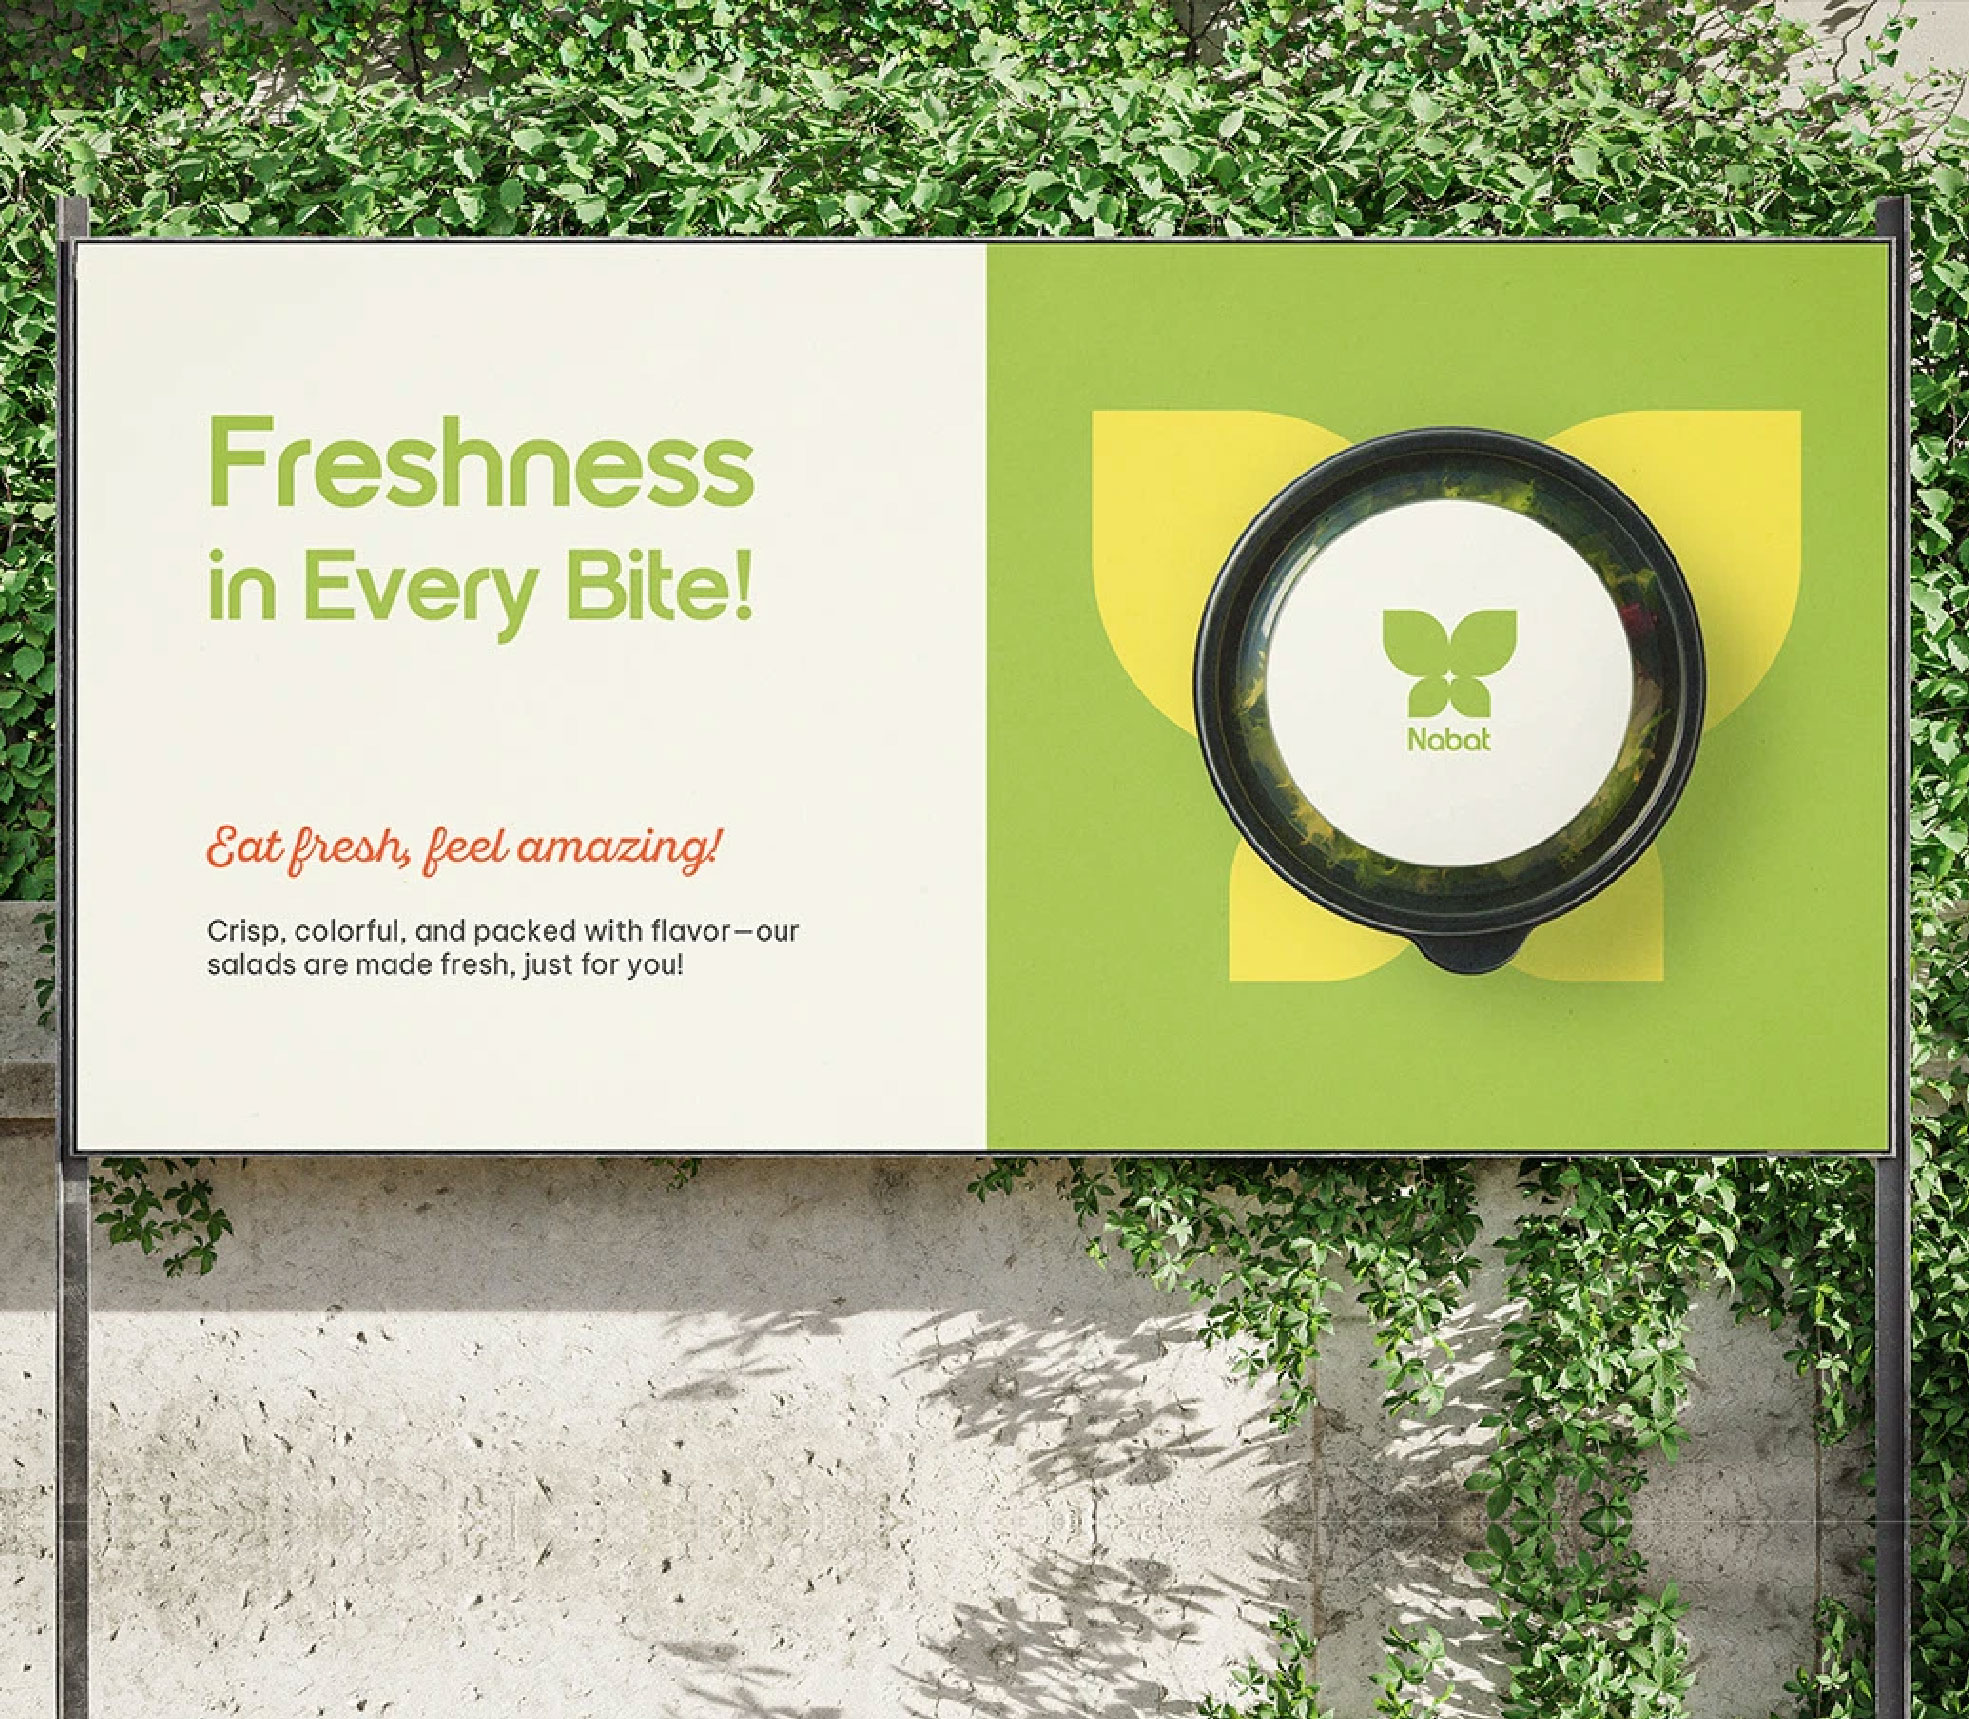 Freshness
in Every Bite!
Eat fresh, feel amazing!
Crisp, colorful, and packed with flavor—our
salads are made fresh, just for you!
Nabat